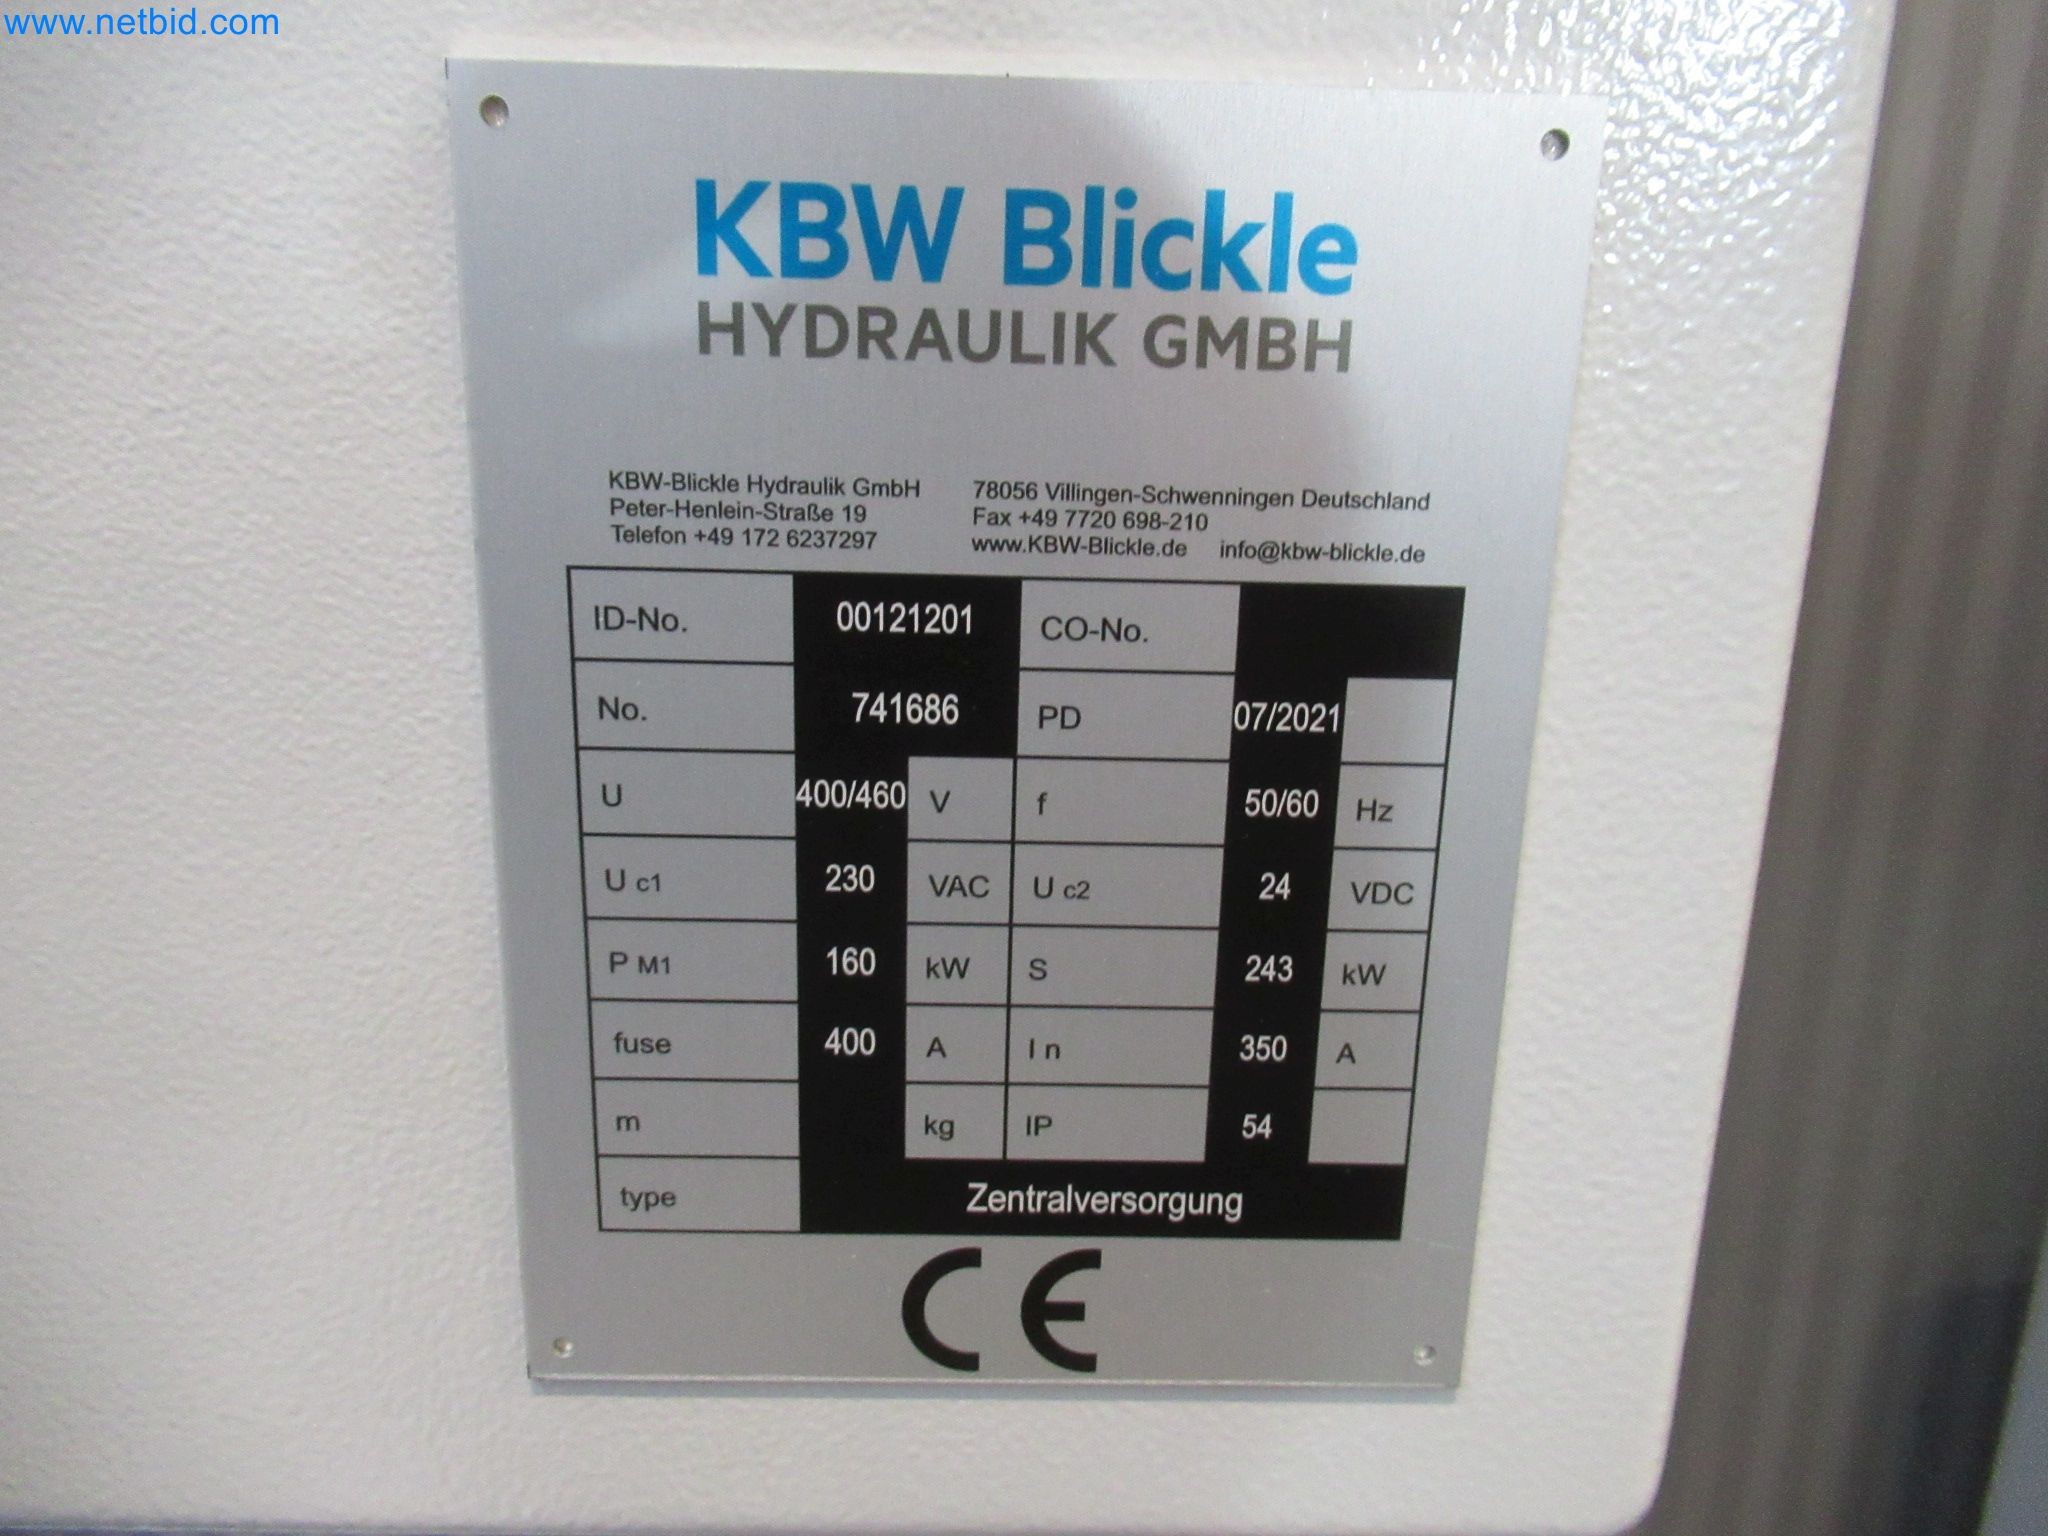 www.netbid.com
KBW Blickle
HYDRAULIK GMBH
KBW-Blickle Hydraulik GmbH 78056 Villingen-Schwenningen Deutschland
Peter-Henlein-Straße 19 Fax +49 7720 698-210
Telefon +49 172 6237297 www.KBW-Blickle.de info@kbw-blickle.de
ID-No. 00121201 CO-No.
No. 741686 PD 07/2021
U 400/460 V f 50/60 Hz
U c1 230 VAC U c2 24 VDC
P M1 160 kW S 243 kW
fuse 400 A I n 350 A
m kg IP 54
type Zentralversorgung
CE